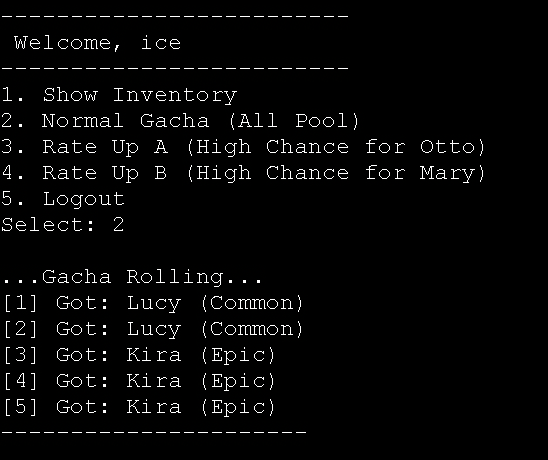 -------------------------
 Welcome, ice
-------------------------
1. Show Inventory
2. Normal Gacha (All Pool)
3. Rate Up A (High Chance for Otto)
4. Rate Up B (High Chance for Mary)
5. Logout
Select: 2

...Gacha Rolling...
[1] Got: Lucy (Common)
[2] Got: Lucy (Common)
[3] Got: Kira (Epic)
[4] Got: Kira (Epic)
[5] Got: Kira (Epic)
----------------------